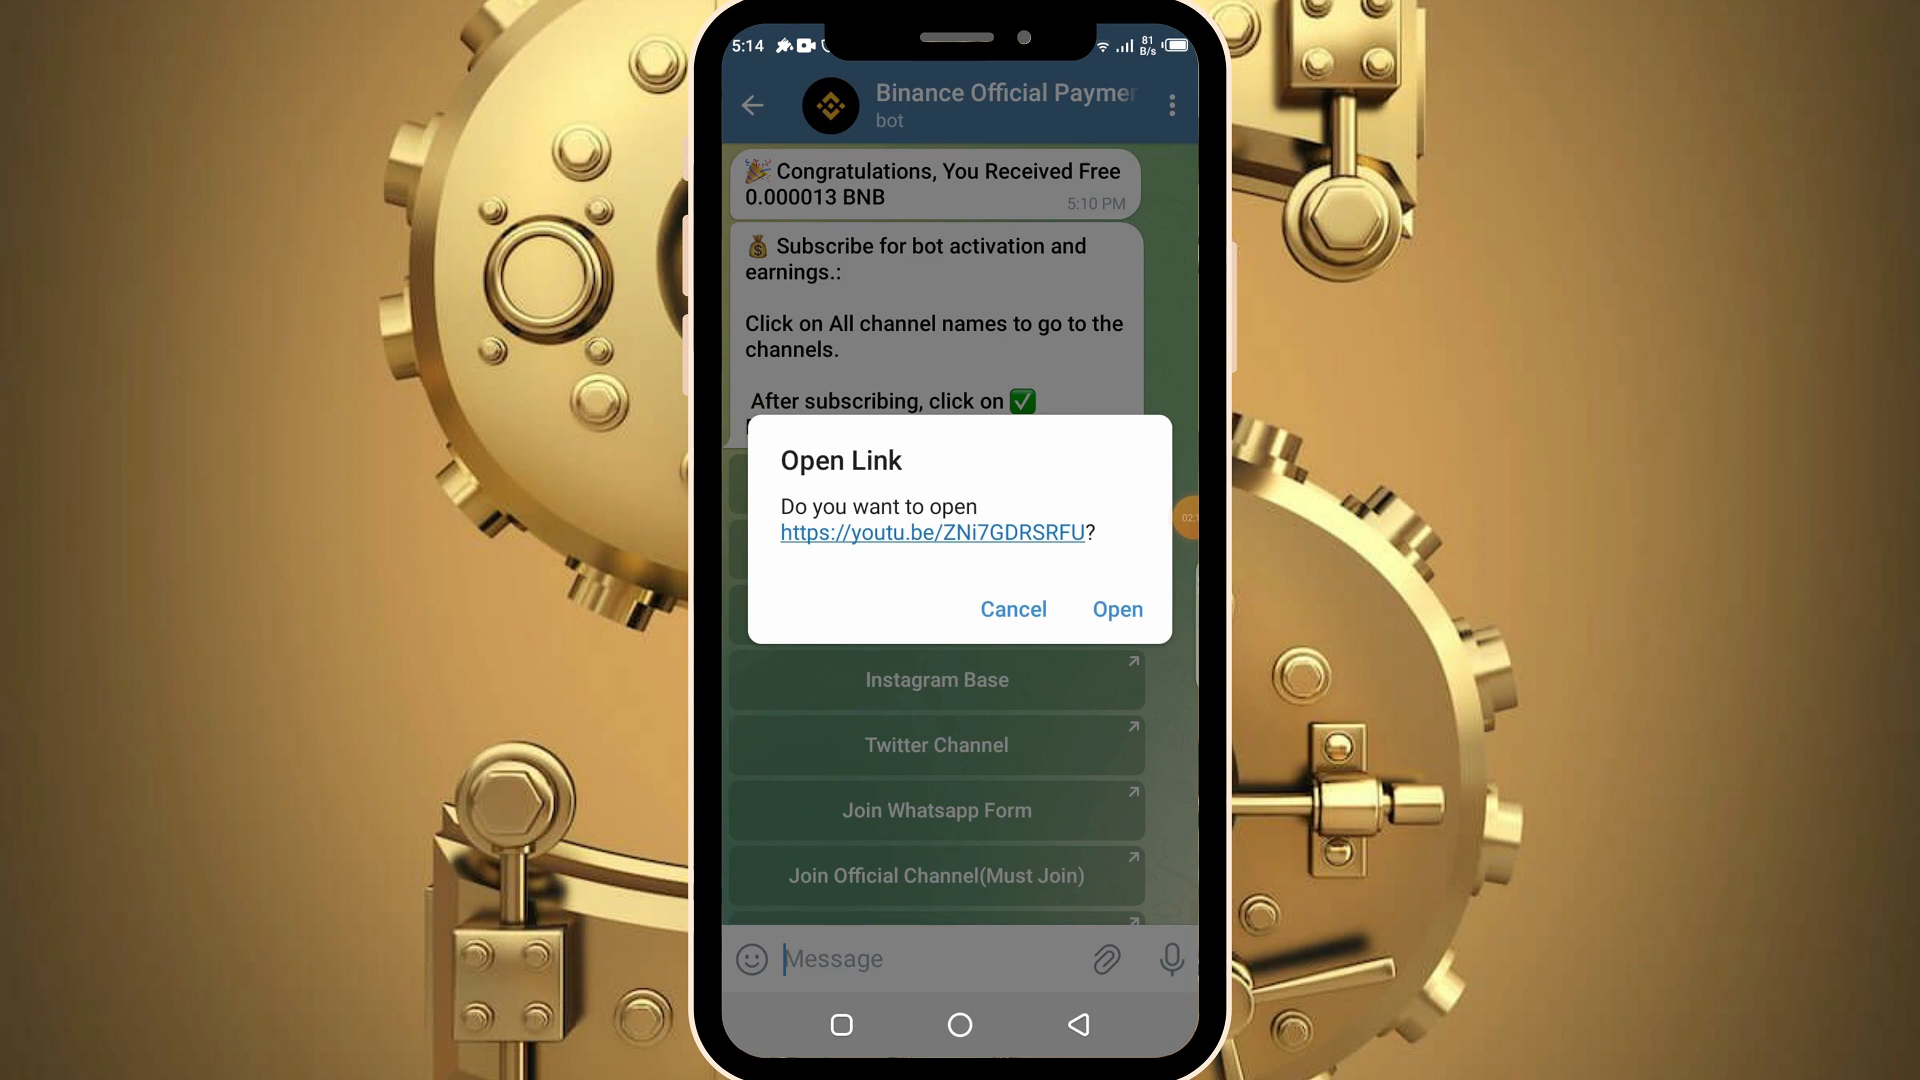 5:14
81
B/s
Binance Official Paymer
bot
🎉 Congratulations, You Received Free
0.000013 BNB
5:10 PM
💰 Subscribe for bot activation and
earnings.:
Click on All channel names to go to the
channels.
After subscribing, click on ✅
Open Link
Do you want to open
https://youtu.be/ZNi7GDRSRFU?
Cancel
Open
Instagram Base
Twitter Channel
Join Whatsapp Form
Join Official Channel(Must Join)
Message